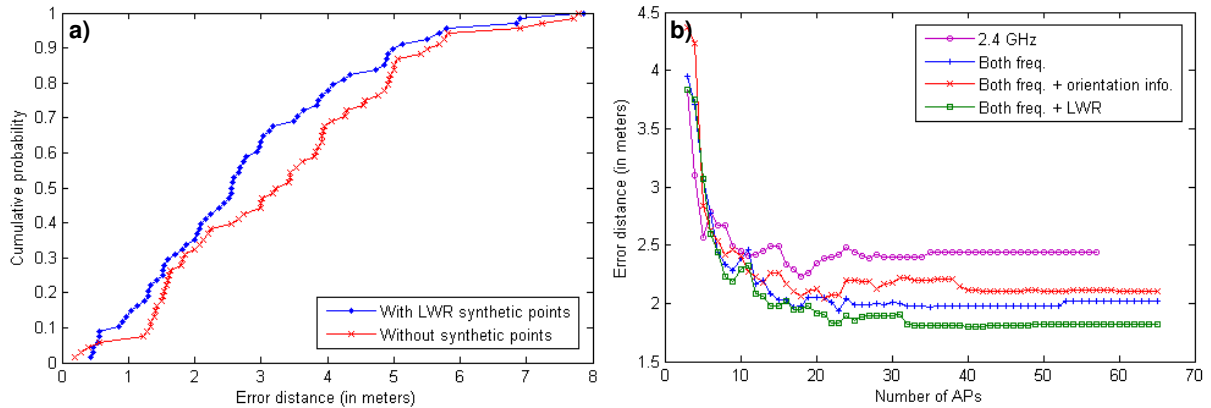 a)
1
0.9
0.8
0.7
0.6
0.5
0.4
0.3
0.2
0.1
0
Cumulative probability
0 1 2 3 4 5 6 7 8
Error distance (in meters)
With LWR synthetic points
Without synthetic points
b)
4.5
4
3.5
3
2.5
2
1.5
Error distance (in meters)
0 10 20 30 40 50 60 70
Number of APs
2.4 GHz
Both freq.
Both freq. + orientation info.
Both freq. + LWR